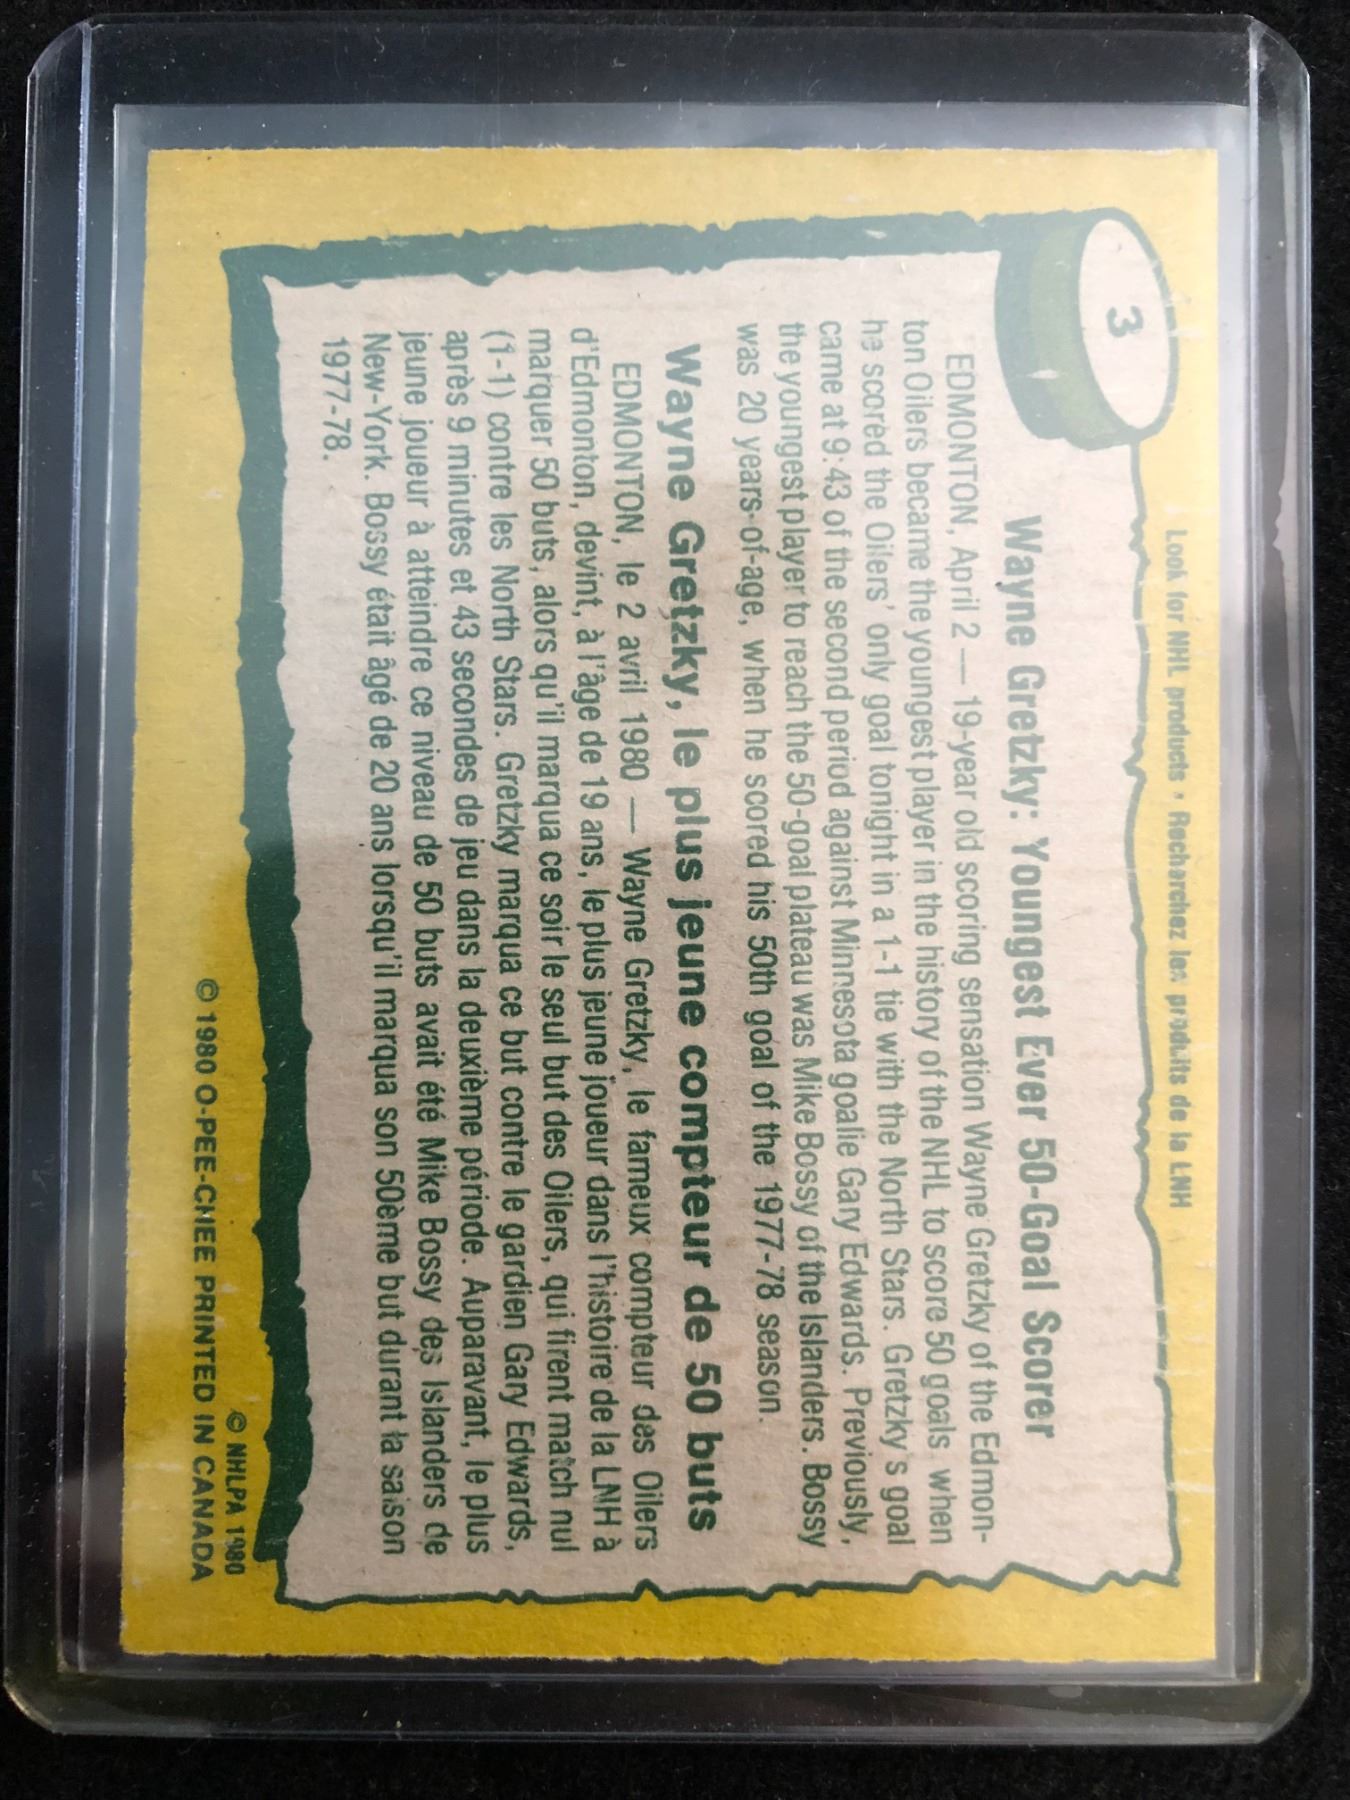 Look for NHL products • Recherchez les produits de la LNH
3
Wayne Gretzky: Youngest Ever 50-Goal Scorer
EDMONTON, April 2 — 19-year old scoring sensation Wayne Gretzky of the Edmon-
ton Oilers became the youngest player in the history of the NHL to score 50 goals when
he scored the Oilers' only goal tonight in a 1-1 tie with the North Stars. Gretzky's goal
came at 9:43 of the second period against Minnesota goalie Gary Edwards. Previously,
the youngest player to reach the 50-goal plateau was Mike Bossy of the Islanders. Bossy
was 20 years-of-age, when he scored his 50th goal of the 1977-78 season.
Wayne Gretzky, le plus jeune compteur de 50 buts
EDMONTON, le 2 avril 1980 — Wayne Gretzky, le fameux compteur des Oilers
d'Edmonton, devint, à l'âge de 19 ans, le plus jeune joueur dans l'histoire de la LNH à
marquer 50 buts, alors qu'il marqua ce soir le seul but des Oilers, qui firent match nul
(1-1) contre les North Stars. Gretzky marqua ce but contre le gardien Gary Edwards,
après 9 minutes et 43 secondes de jeu dans la deuxième période. Auparavant, le plus
jeune joueur à atteindre ce niveau de 50 buts avait été Mike Bossy des Islanders de
New-York. Bossy était âgé de 20 ans lorsqu'il marqua son 50ème but durant la saison
1977-78.
© NHLPA 1980
© 1980 O-PEE-CHEE PRINTED IN CANADA